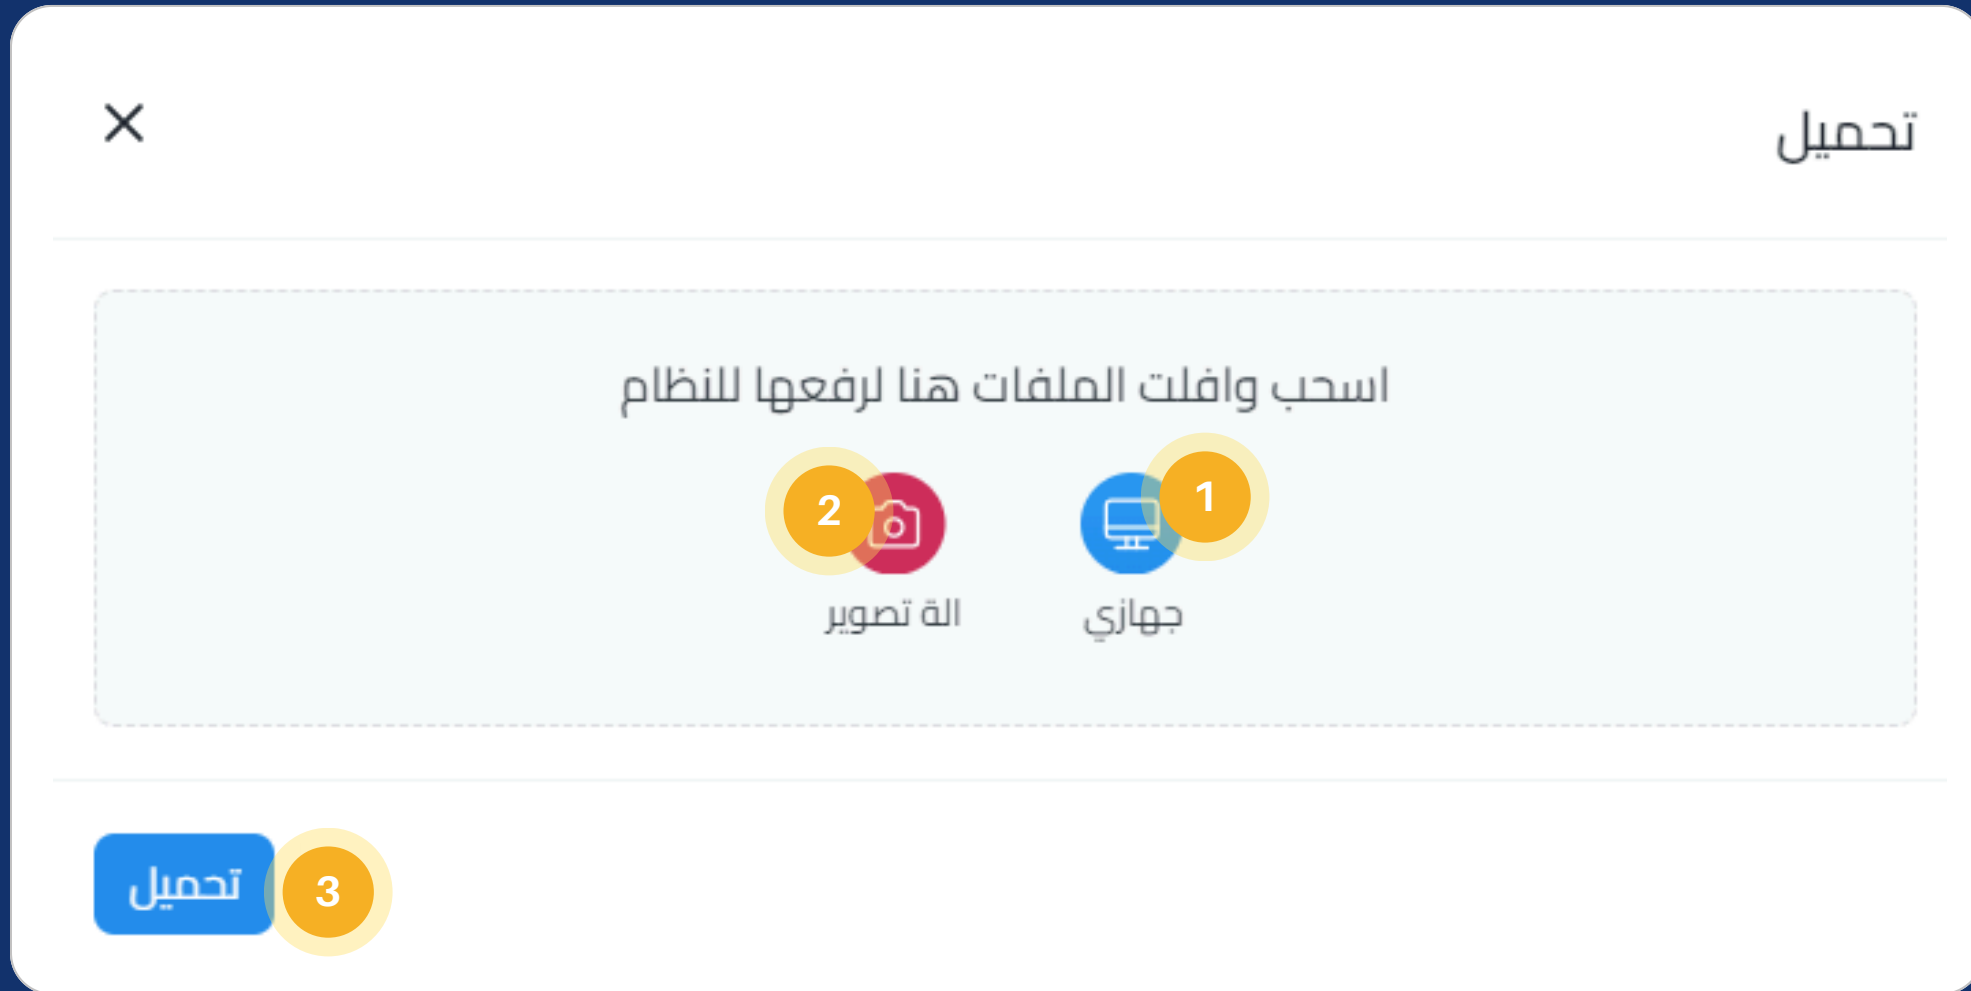 تحميل
اسحب وافلت الملفات هنا لرفعها للنظام
1
2
جهازي
الة تصوير
3
تحميل